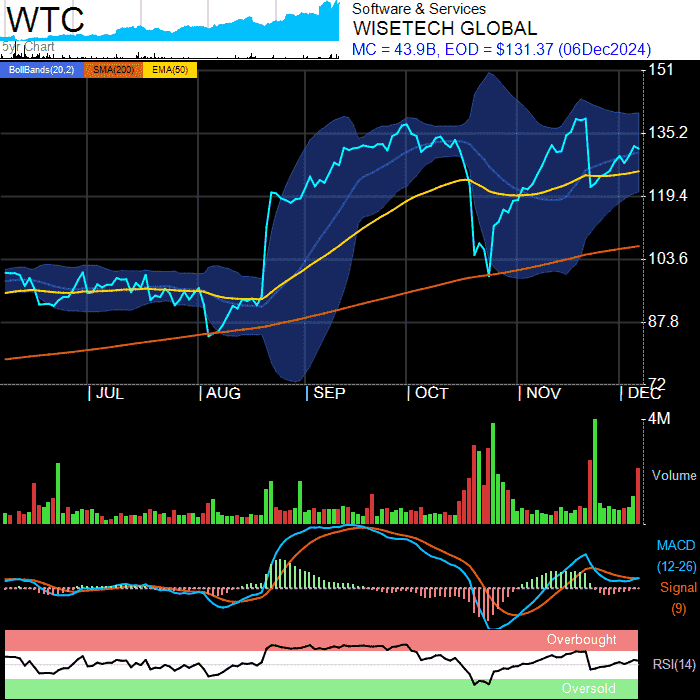 WTC
5yr Chart
Software & Services
WISETECH GLOBAL
MC = 43.9B, EOD = $131.37 (06Dec2024)
BollBands(20,2) SMA(200) EMA(50)
151
135.2
119.4
103.6
87.8
72
JUL AUG SEP OCT NOV DEC
4M
Volume
MACD
(12-26)
Signal
(9)
Overbought
RSI(14)
Oversold